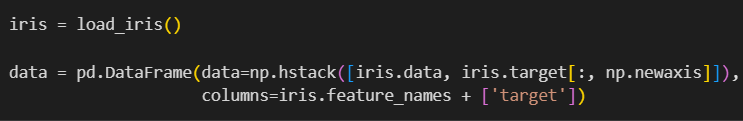 iris = load_iris()
data = pd.DataFrame(data=np.hstack([iris.data, iris.target[:, np.newaxis]]),
columns=iris.feature_names + ['target'])